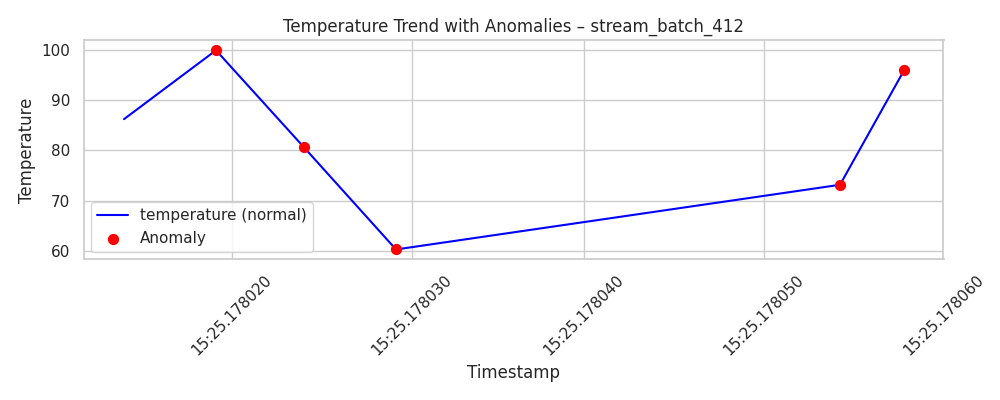 Temperature Trend with Anomalies – stream_batch_412
Temperature
100
90
80
70
60
temperature (normal)
Anomaly
15:25.178020
15:25.178030
15:25.178040
15:25.178050
15:25.178060
Timestamp